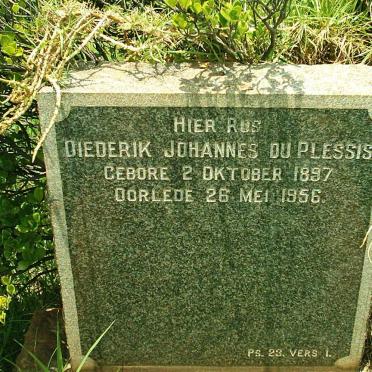 HIER RUS
DIEDERIK JOHANNES DU PLESSIS
GEBORE 2 OKTOBER 1897
OORLEDE 26 MEI 1956.
PS. 23. VERS 1.